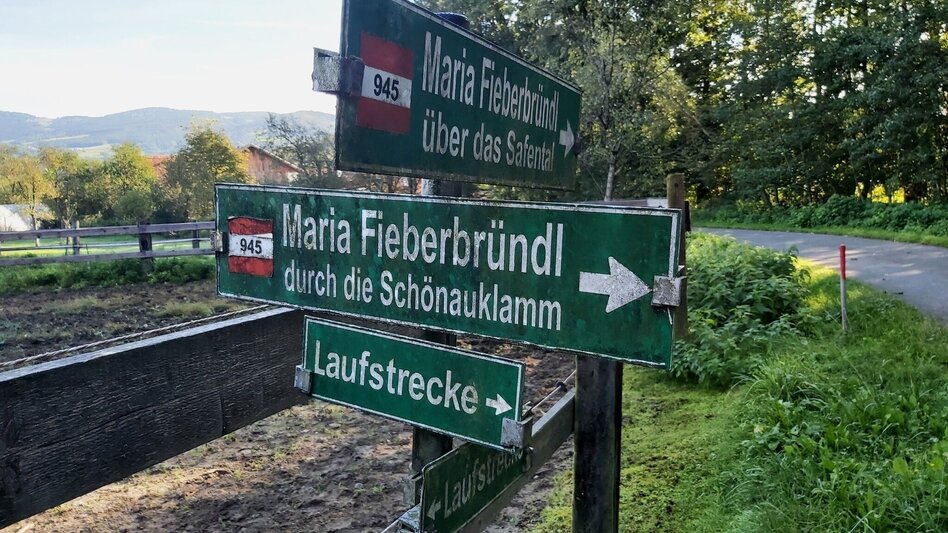 945
Maria Fieberbründl
über das Safental
945
Maria Fieberbründl
durch die Schönauklamm
Laufstrecke
Laufstrecke